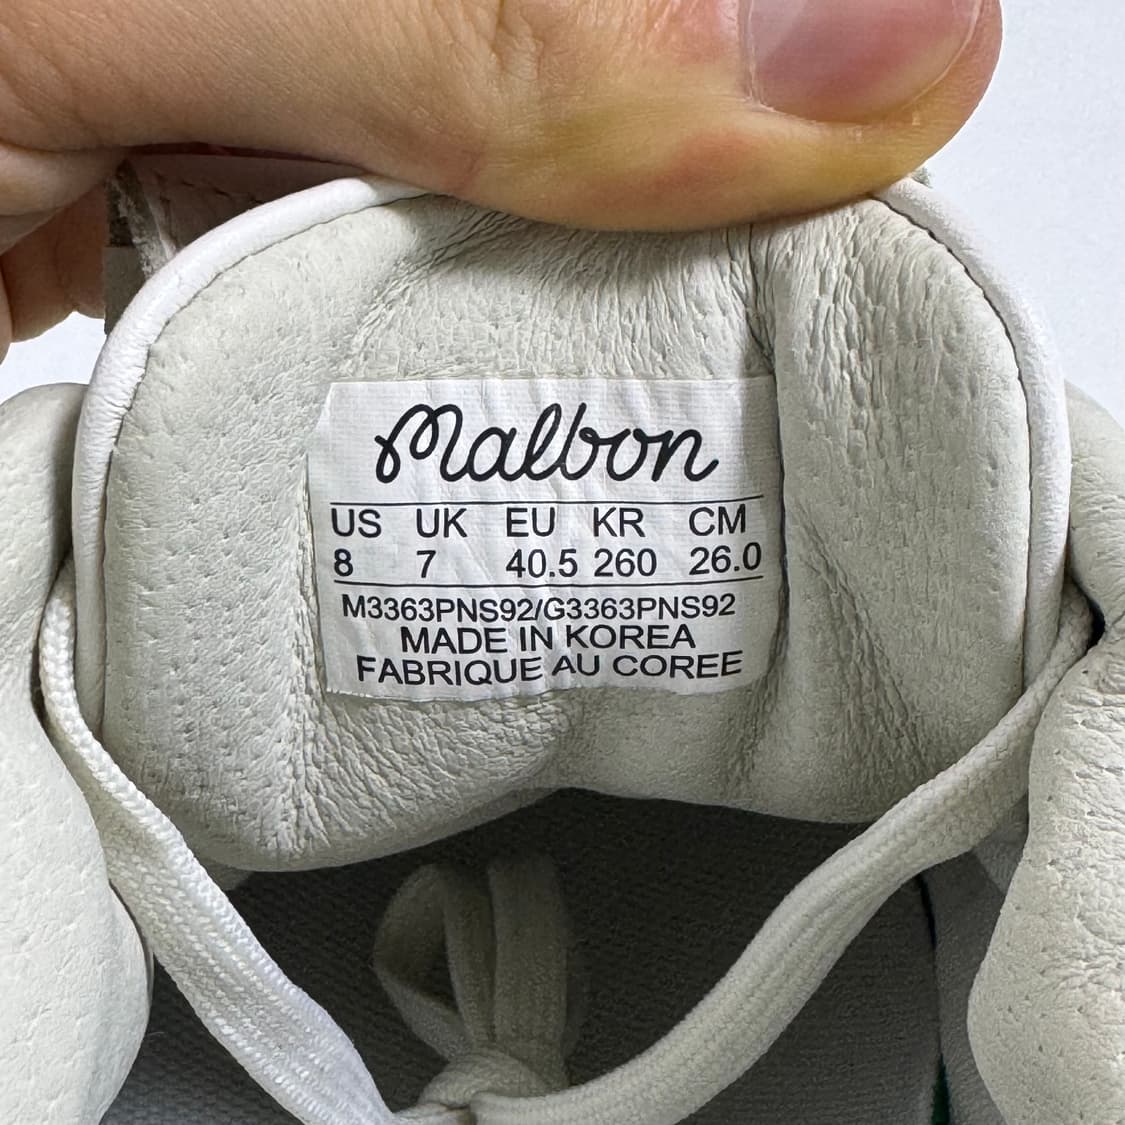 Malbon
US UK EU KR CM
8 7 40.5 260 26.0
M3363PNS92/G3363PNS92
MADE IN KOREA
FABRIQUE AU COREE